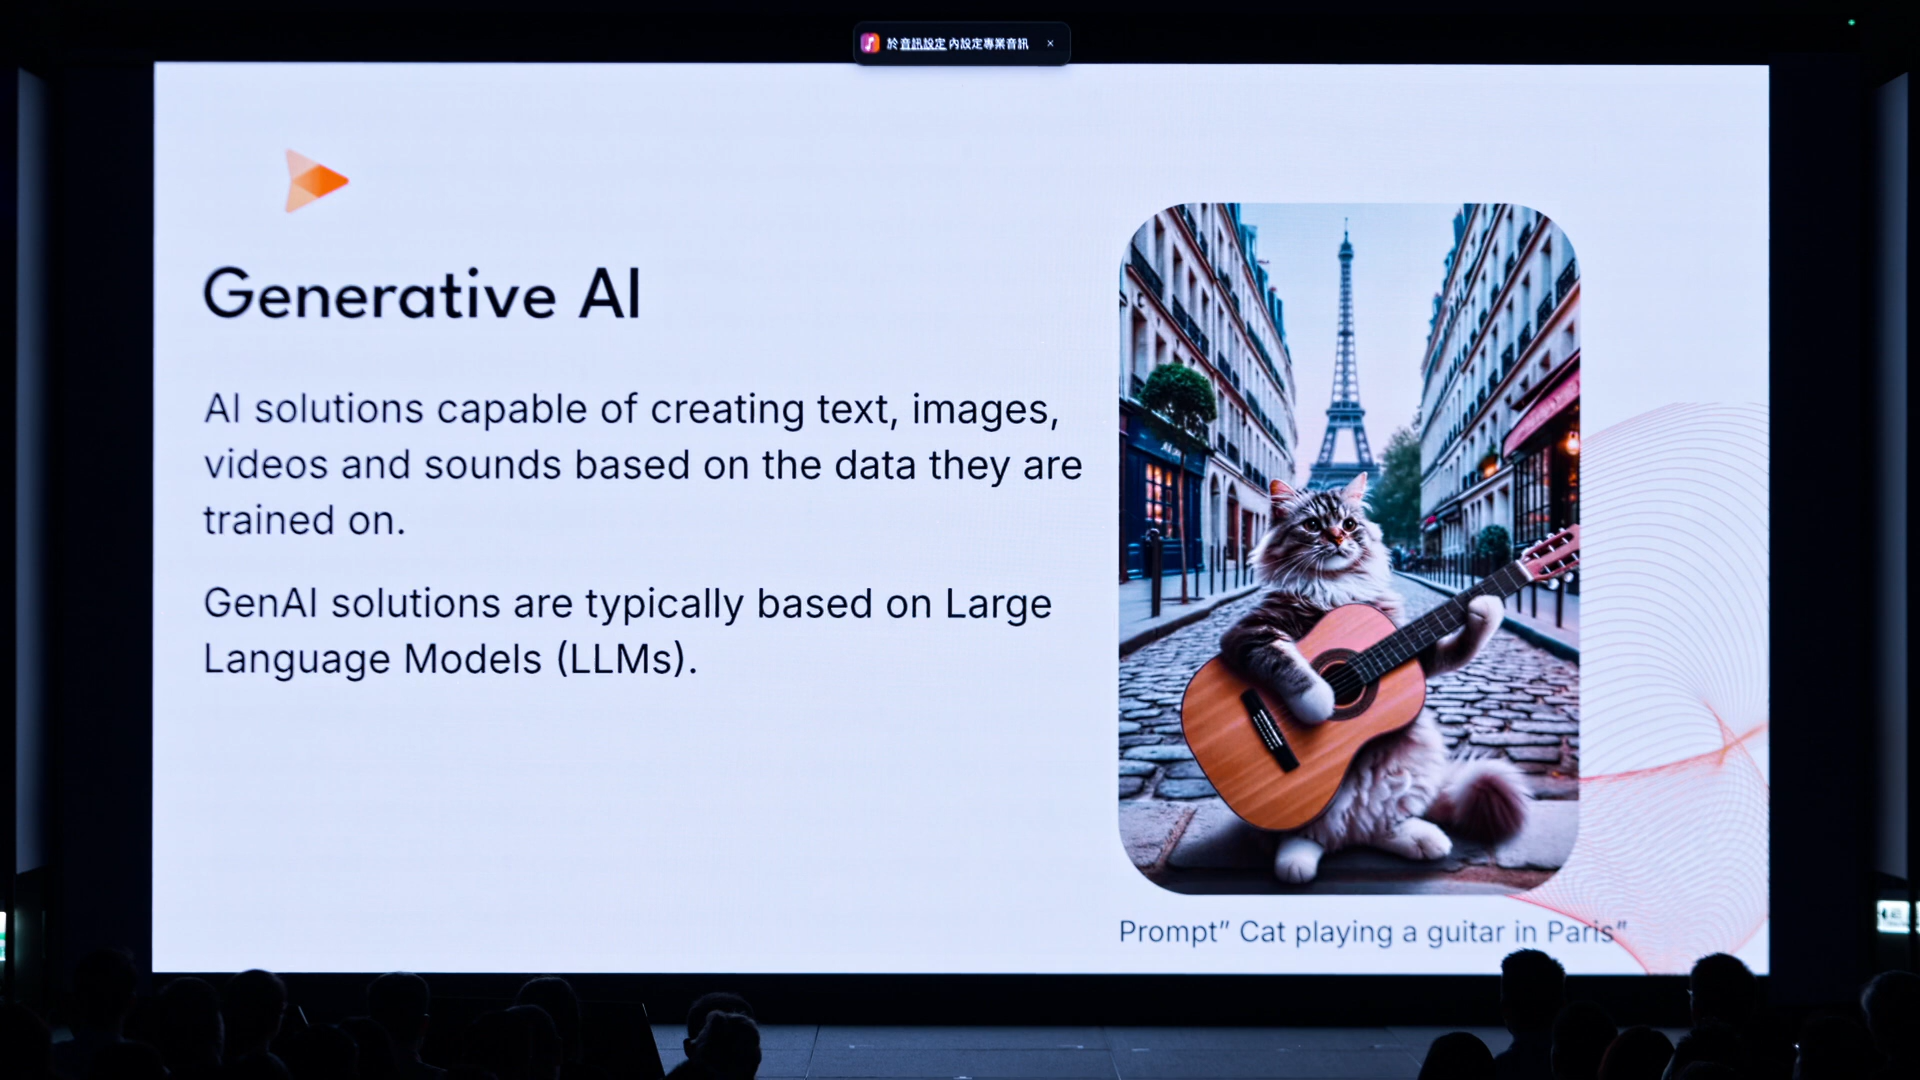 於 音訊設定 內設定專業音訊 ×
Generative AI
AI solutions capable of creating text, images,
videos and sounds based on the data they are
trained on.
GenAI solutions are typically based on Large
Language Models (LLMs).
Prompt” Cat playing a guitar in Paris”